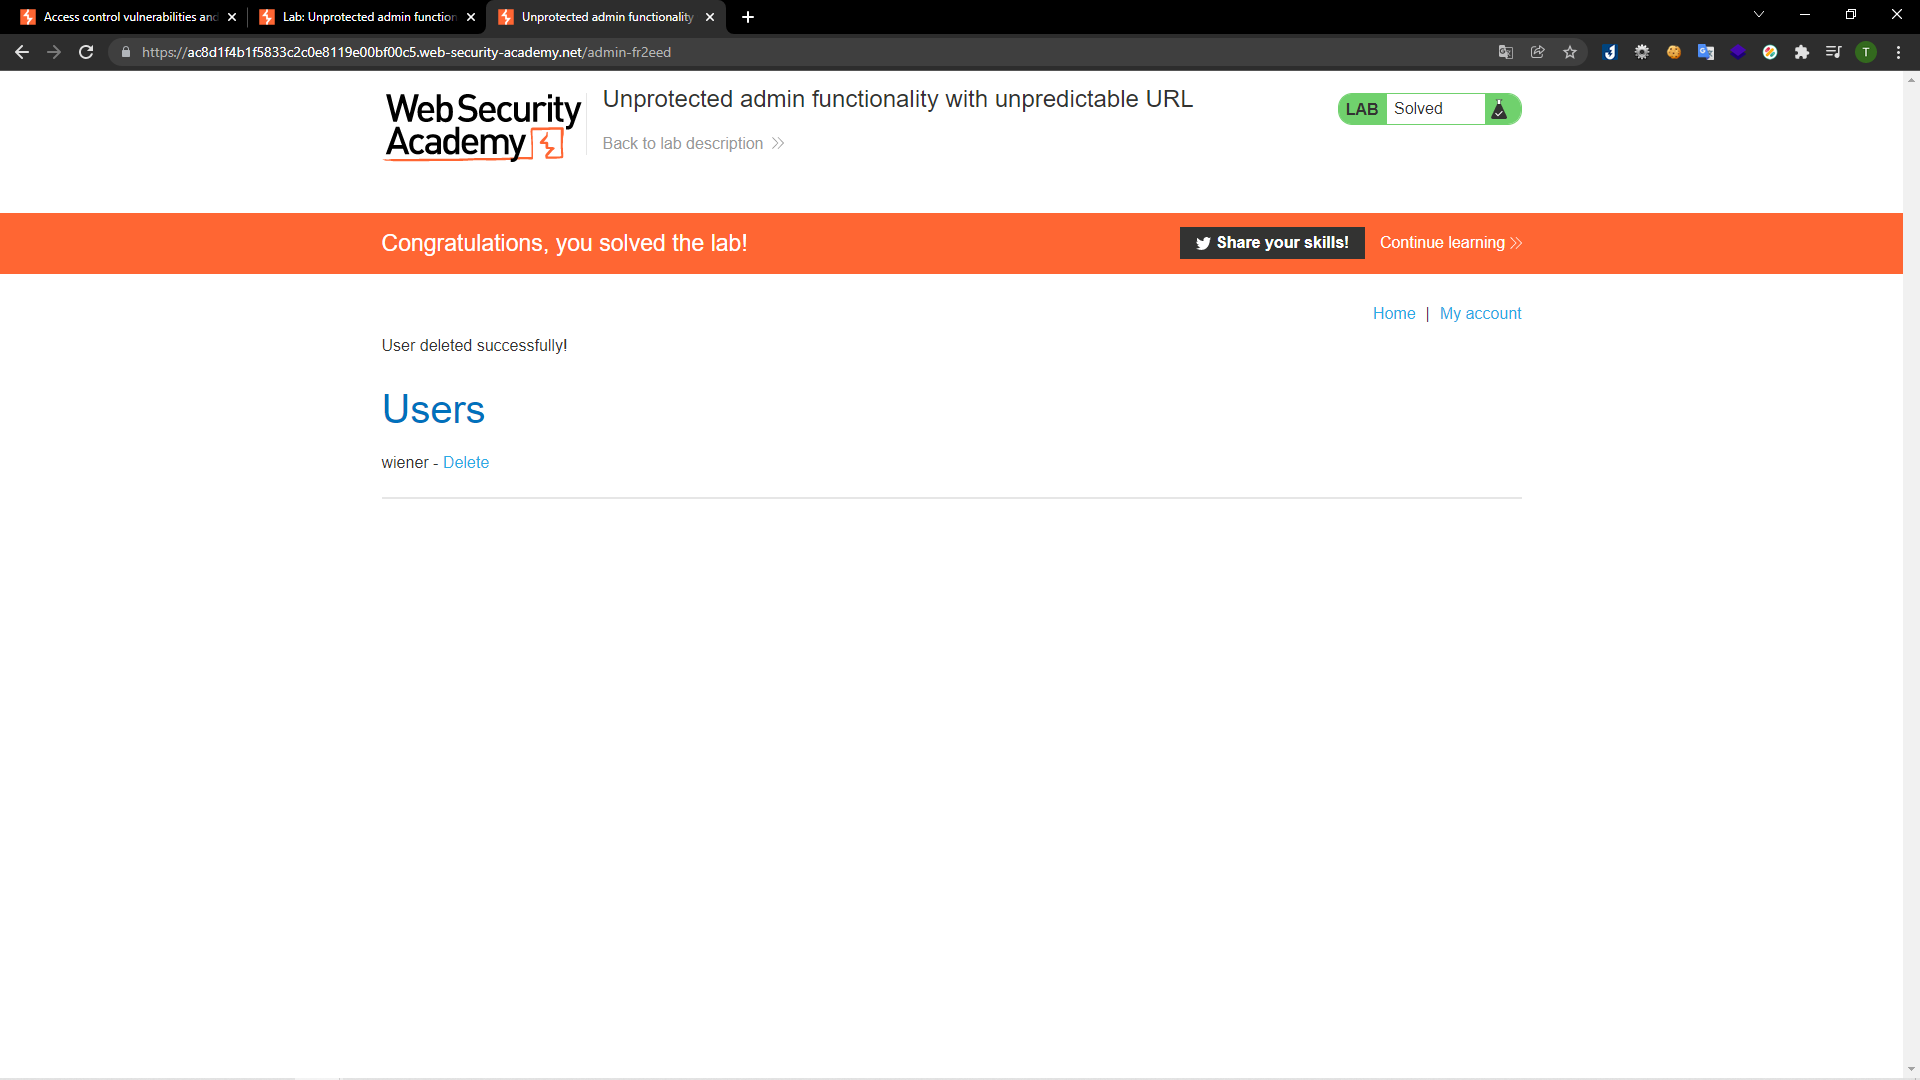 Access control vulnerabilities and
Lab: Unprotected admin function
Unprotected admin functionality
https://ac8d1f4b1f5833c2c0e8119e00bf00c5.web-security-academy.net/admin-fr2eed
T
Web Security
Academy
Unprotected admin functionality with unpredictable URL
Back to lab description
LAB Solved
Congratulations, you solved the lab!
Share your skills!
Continue learning
Home | My account
User deleted successfully!
Users
wiener - Delete